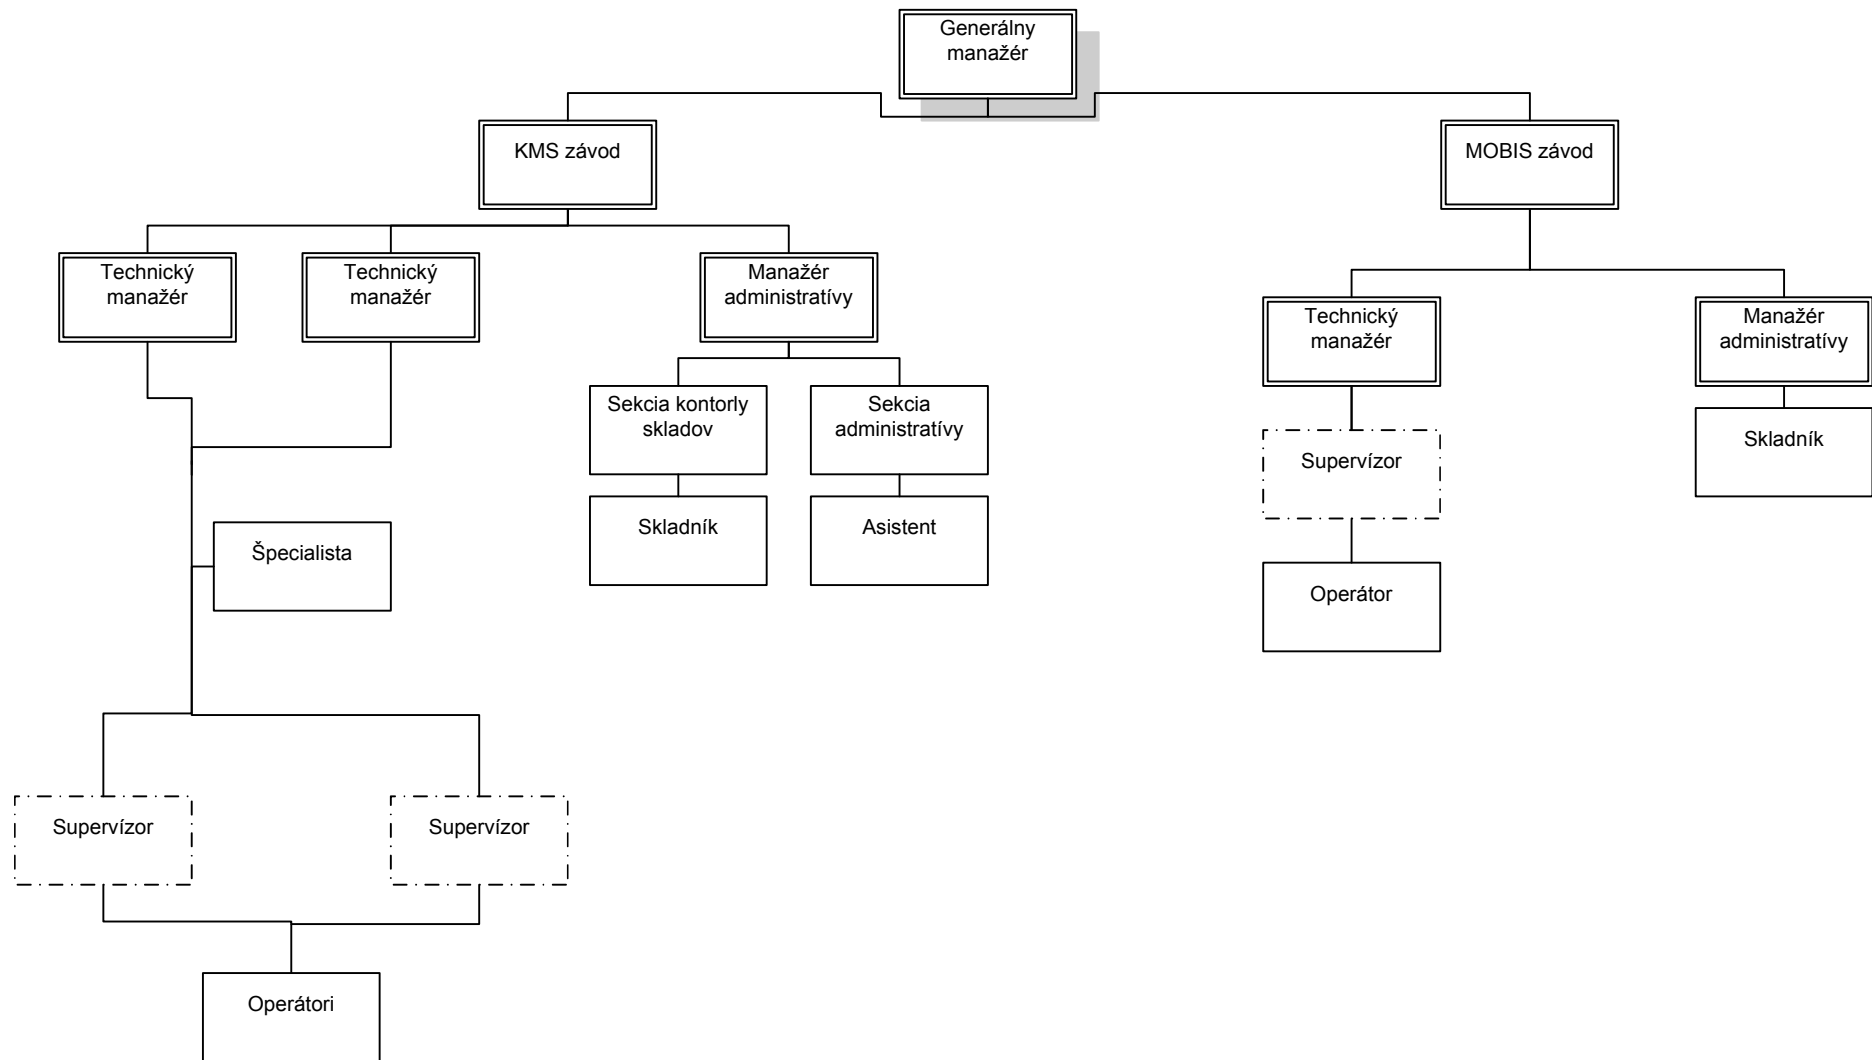 Generálny
manažér
KMS závod
MOBIS závod
Technický
manažér
Technický
manažér
Manažér
administratívy
Technický
manažér
Manažér
administratívy
Sekcia kontorly
skladov
Sekcia
administratívy
Supervízor
Skladník
Skladník
Asistent
Špecialista
Operátor
Supervízor
Supervízor
Operátori